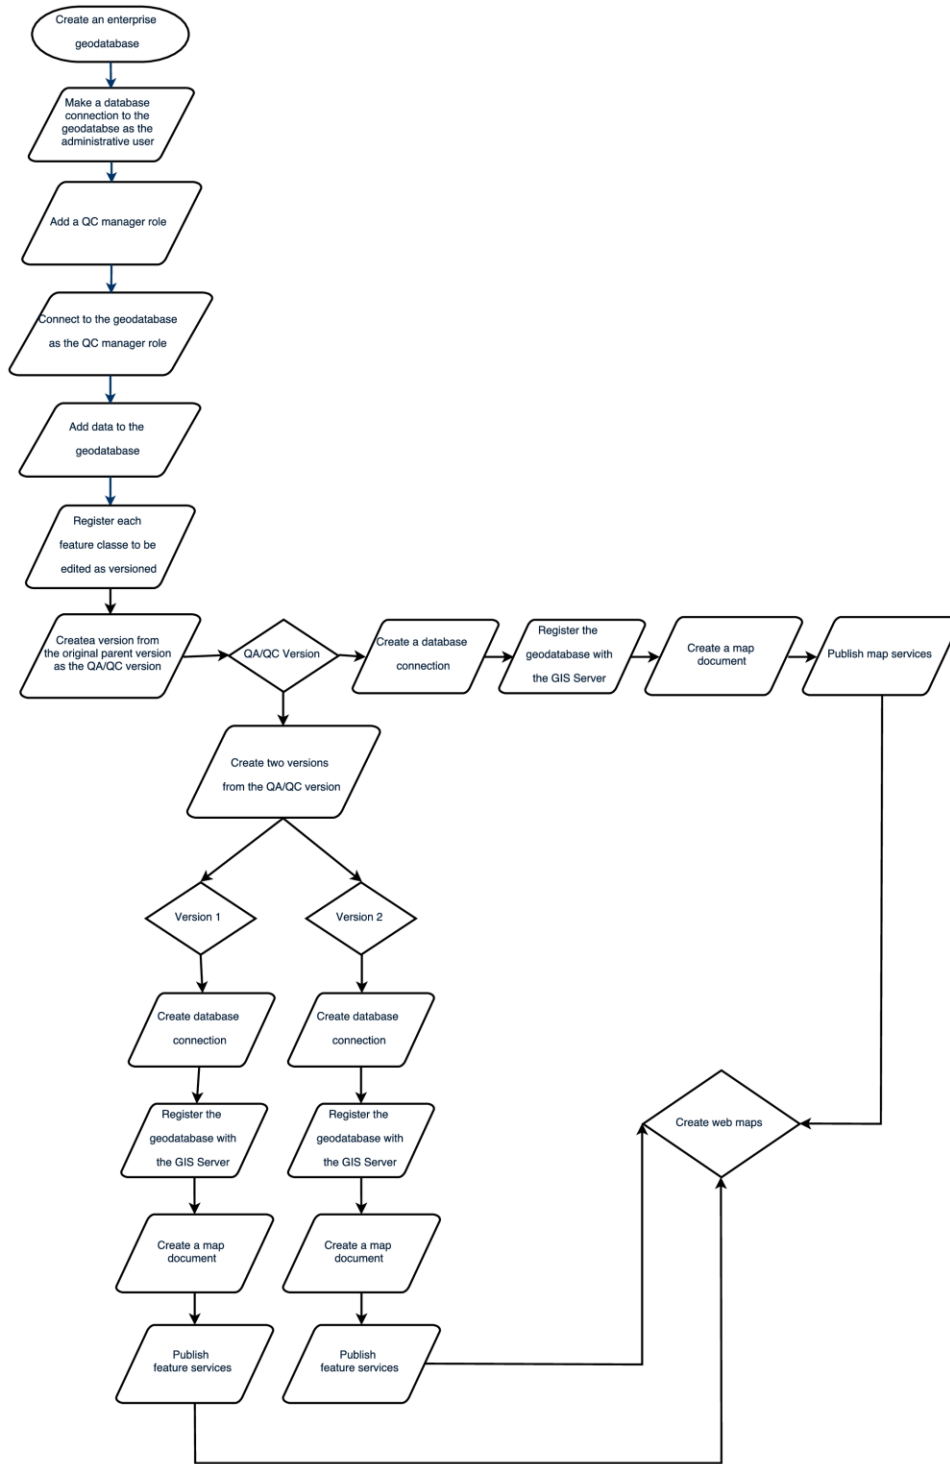 Create an enterprise
geodatabase
Make a database
connection to the
geodatabse as the
administrative user
Add a QC manager role
Connect to the geodatabase
as the QC manager role
Add data to the
geodatabase
Register each
feature classe to be
edited as versioned
Createa version from
the original parent version
as the QA/QC version
QA/QC Version
Create a database
connection
Register the
geodatabase with
the GIS Server
Create a map
document
Publish map services
Create two versions
from the QA/QC version
Version 1
Version 2
Create database
connection
Create database
connection
Register the
geodatabase with
the GIS Server
Register the
geodatabase with
the GIS Server
Create web maps
Create a map
document
Create a map
document
Publish
feature services
Publish
feature services